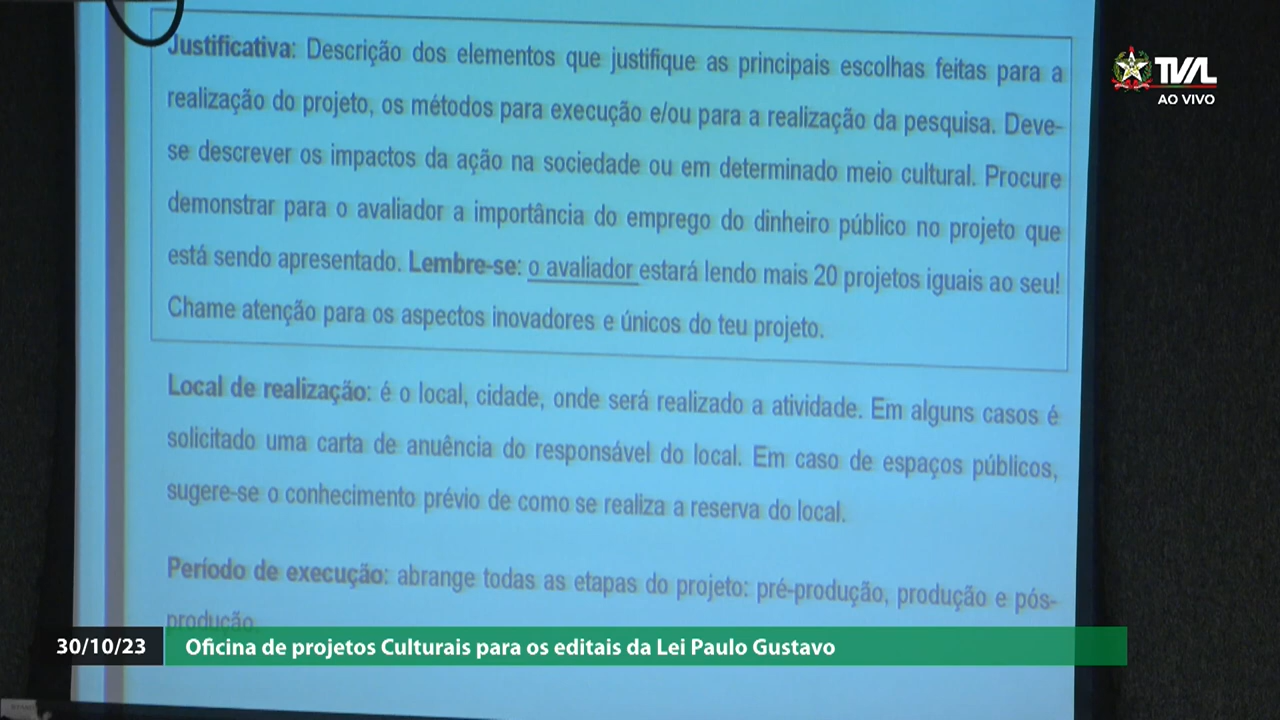 Justificativa: Descrição dos elementos que justifique as principais escolhas feitas para a
realização do projeto, os métodos para execução e/ou para a realização da pesquisa. Deve-
se descrever os impactos da ação na sociedade ou em determinado meio cultural. Procure
demonstrar para o avaliador a importância do emprego do dinheiro público no projeto que
está sendo apresentado. Lembre-se: o avaliador estará lendo mais 20 projetos iguais ao seu!
Chame atenção para os aspectos inovadores e únicos do teu projeto.
Local de realização: é o local, cidade, onde será realizado a atividade. Em alguns casos é
solicitado uma carta de anuência do responsável do local. Em caso de espaços públicos,
sugere-se o conhecimento prévio de como se realiza a reserva do local.
Período de execução: abrange todas as etapas do projeto: pré-produção, produção e pós-
produção.
TVAL
AO VIVO
30/10/23
Oficina de projetos Culturais para os editais da Lei Paulo Gustavo